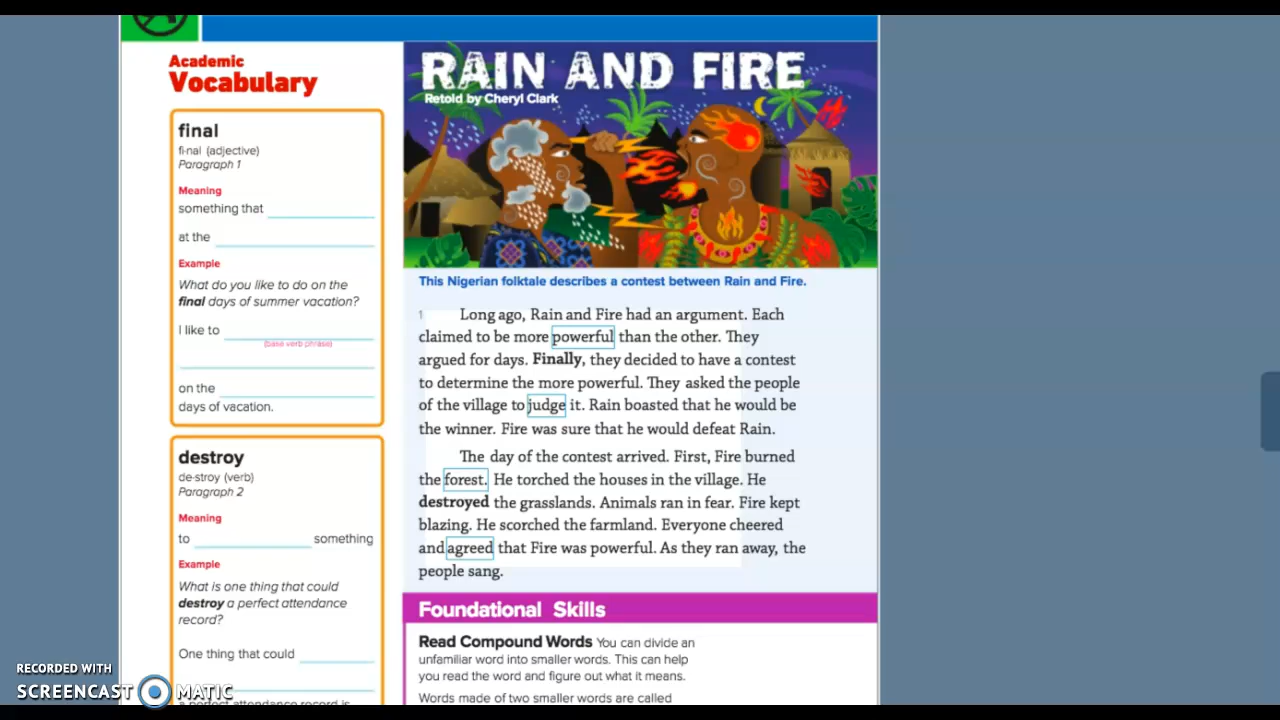 Academic
Vocabulary
final
fi·nal (adjective)
Paragraph 1
Meaning
something that
at the
Example
What do you like to do on the
final days of summer vacation?
I like to
(base verb phrase)
on the
days of vacation.
destroy
de·stroy (verb)
Paragraph 2
Meaning
to something
Example
What is one thing that could
destroy a perfect attendance
record?
One thing that could
a perfect attendance record is
RAIN AND FIRE
Retold by Cheryl Clark
This Nigerian folktale describes a contest between Rain and Fire.
1 Long ago, Rain and Fire had an argument. Each
claimed to be more powerful than the other. They
argued for days. Finally, they decided to have a contest
to determine the more powerful. They asked the people
of the village to judge it. Rain boasted that he would be
the winner. Fire was sure that he would defeat Rain.
The day of the contest arrived. First, Fire burned
the forest. He torched the houses in the village. He
destroyed the grasslands. Animals ran in fear. Fire kept
blazing. He scorched the farmland. Everyone cheered
and agreed that Fire was powerful. As they ran away, the
people sang.
Foundational Skills
Read Compound Words You can divide an
unfamiliar word into smaller words. This can help
you read the word and figure out what it means.
Words made of two smaller words are called
RECORDED WITH
SCREENCAST MATIC